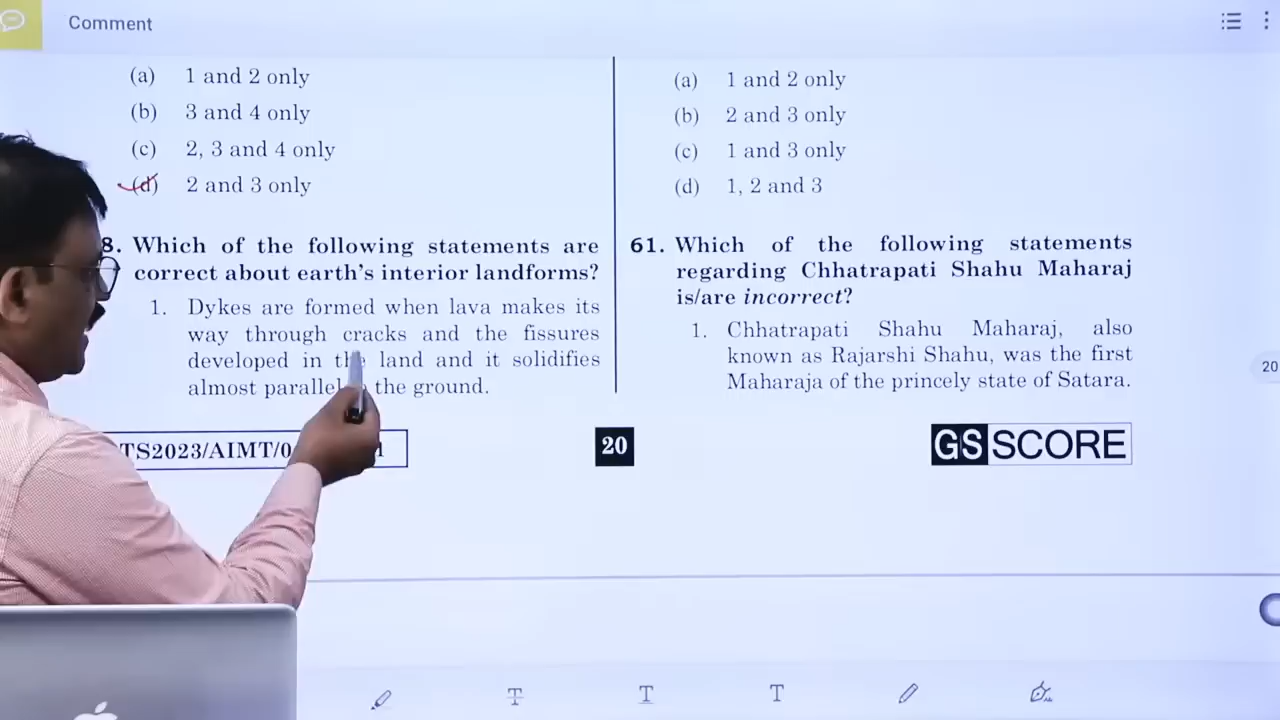 Comment
(a) 1 and 2 only
(b) 3 and 4 only
(c) 2, 3 and 4 only
(d) 2 and 3 only
8. Which of the following statements are
correct about earth's interior landforms?
1. Dykes are formed when lava makes its
way through cracks and the fissures
developed in the land and it solidifies
almost parallel the ground.
TS2023/AIMT/0
1
(a) 1 and 2 only
(b) 2 and 3 only
(c) 1 and 3 only
(d) 1, 2 and 3
61. Which of the following statements
regarding Chhatrapati Shahu Maharaj
is/are incorrect?
1. Chhatrapati Shahu Maharaj, also
known as Rajarshi Shahu, was the first
Maharaja of the princely state of Satara.
20
GS SCORE
20
T T T